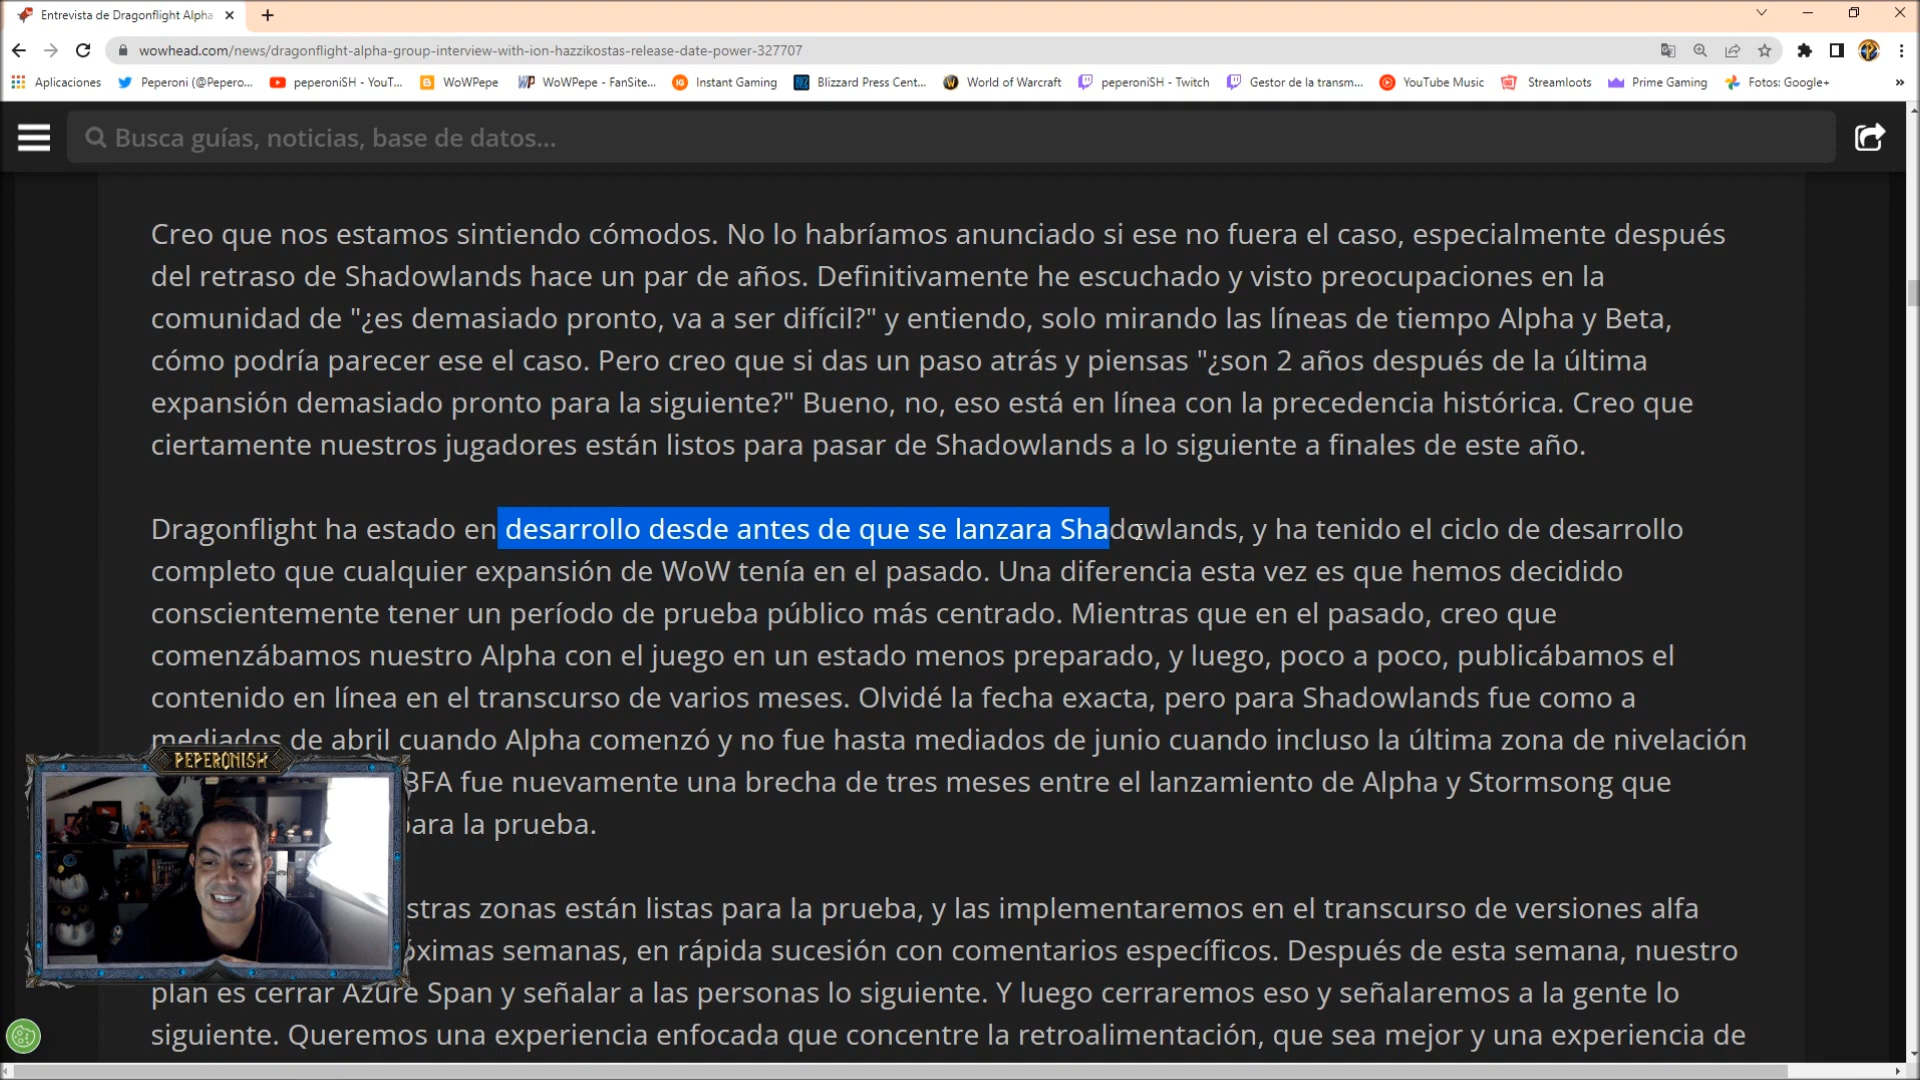 Entrevista de Dragonflight Alpha
wowhead.com/news/dragonflight-alpha-group-interview-with-ion-hazzikostas-release-date-power-327707
Aplicaciones Peperoni (@Pepero... peperoniSH - YouT... WoWPepe WoWPepe - FanSite... Instant Gaming Blizzard Press Cent... World of Warcraft peperoniSH - Twitch Gestor de la transm... YouTube Music Streamloots Prime Gaming Fotos: Google+ »
Busca guías, noticias, base de datos...
Creo que nos estamos sintiendo cómodos. No lo habríamos anunciado si ese no fuera el caso, especialmente después
del retraso de Shadowlands hace un par de años. Definitivamente he escuchado y visto preocupaciones en la
comunidad de "¿es demasiado pronto, va a ser difícil?" y entiendo, solo mirando las líneas de tiempo Alpha y Beta,
cómo podría parecer ese el caso. Pero creo que si das un paso atrás y piensas "¿son 2 años después de la última
expansión demasiado pronto para la siguiente?" Bueno, no, eso está en línea con la precedencia histórica. Creo que
ciertamente nuestros jugadores están listos para pasar de Shadowlands a lo siguiente a finales de este año.
Dragonflight ha estado en desarrollo desde antes de que se lanzara Shadowlands, y ha tenido el ciclo de desarrollo
completo que cualquier expansión de WoW tenía en el pasado. Una diferencia esta vez es que hemos decidido
conscientemente tener un período de prueba público más centrado. Mientras que en el pasado, creo que
comenzábamos nuestro Alpha con el juego en un estado menos preparado, y luego, poco a poco, publicábamos el
contenido en línea en el transcurso de varios meses. Olvidé la fecha exacta, pero para Shadowlands fue como a
mediados de abril cuando Alpha comenzó y no fue hasta mediados de junio cuando incluso la última zona de nivelación
BFA fue nuevamente una brecha de tres meses entre el lanzamiento de Alpha y Stormsong que
para la prueba.
stras zonas están listas para la prueba, y las implementaremos en el transcurso de versiones alfa
óximas semanas, en rápida sucesión con comentarios específicos. Después de esta semana, nuestro
plan es cerrar Azure Span y señalar a las personas lo siguiente. Y luego cerraremos eso y señalaremos a la gente lo
siguiente. Queremos una experiencia enfocada que concentre la retroalimentación, que sea mejor y una experiencia de
PEPERONISH